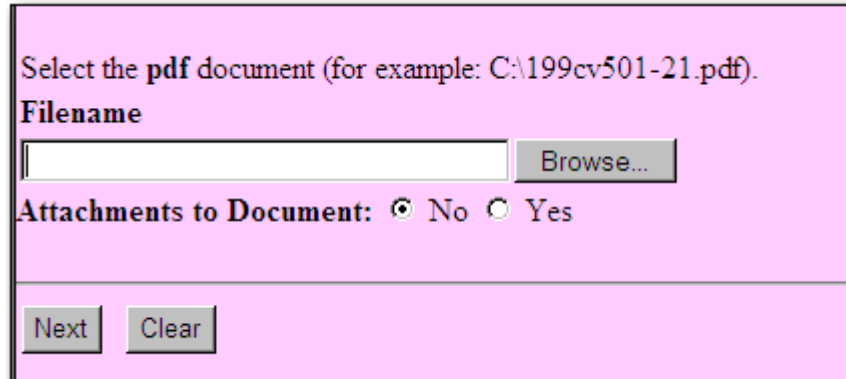 Select the pdf document (for example: C:\199cv501-21.pdf).
Filename
Browse...
Attachments to Document: No Yes
Next Clear